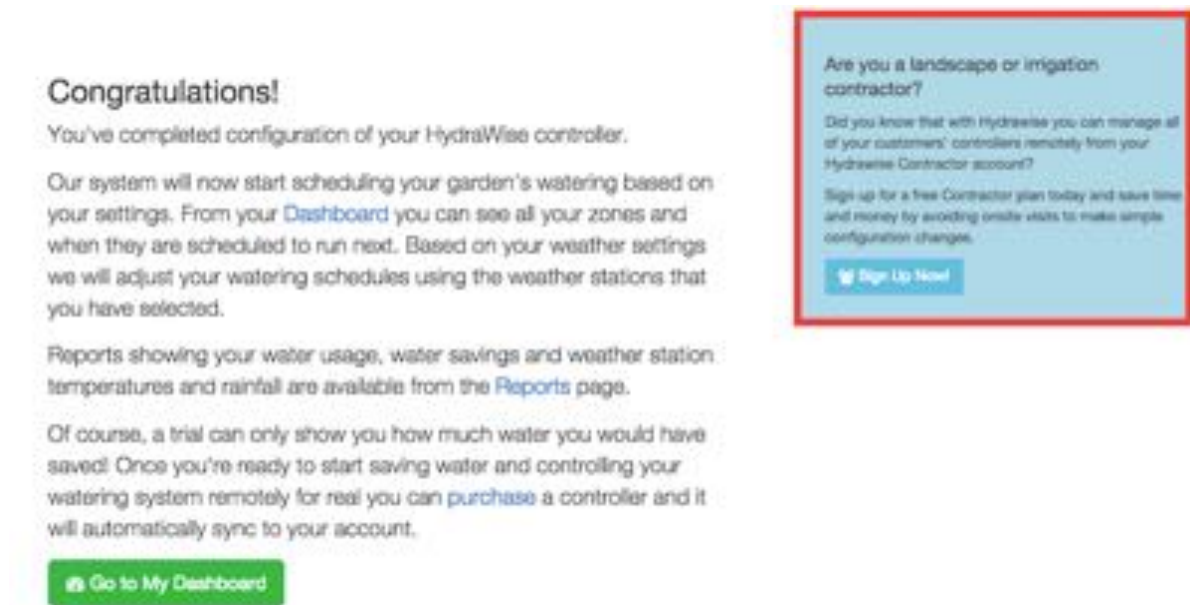 Congratulations!
You've completed configuration of your HydraWise controller.
Our system will now start scheduling your garden's watering based on
your settings. From your Dashboard you can see all your zones and
when they are scheduled to run next. Based on your weather settings
we will adjust your watering schedules using the weather stations that
you have selected.
Reports showing your water usage, water savings and weather station
temperatures and rainfall are available from the Reports page.
Of course, a trial can only show you how much water you would have
saved! Once you're ready to start saving water and controlling your
watering system remotely for real you can purchase a controller and it
will automatically sync to your account.
Go to My Dashboard
Are you a landscape or irrigation
contractor?
Did you know that with Hydrawise you can manage all
of your customers' controllers remotely from your
Hydrawise Contractor account?
Sign up for a free Contractor plan today and save time
and money by avoiding onsite visits to make simple
configuration changes.
Sign Up Now!